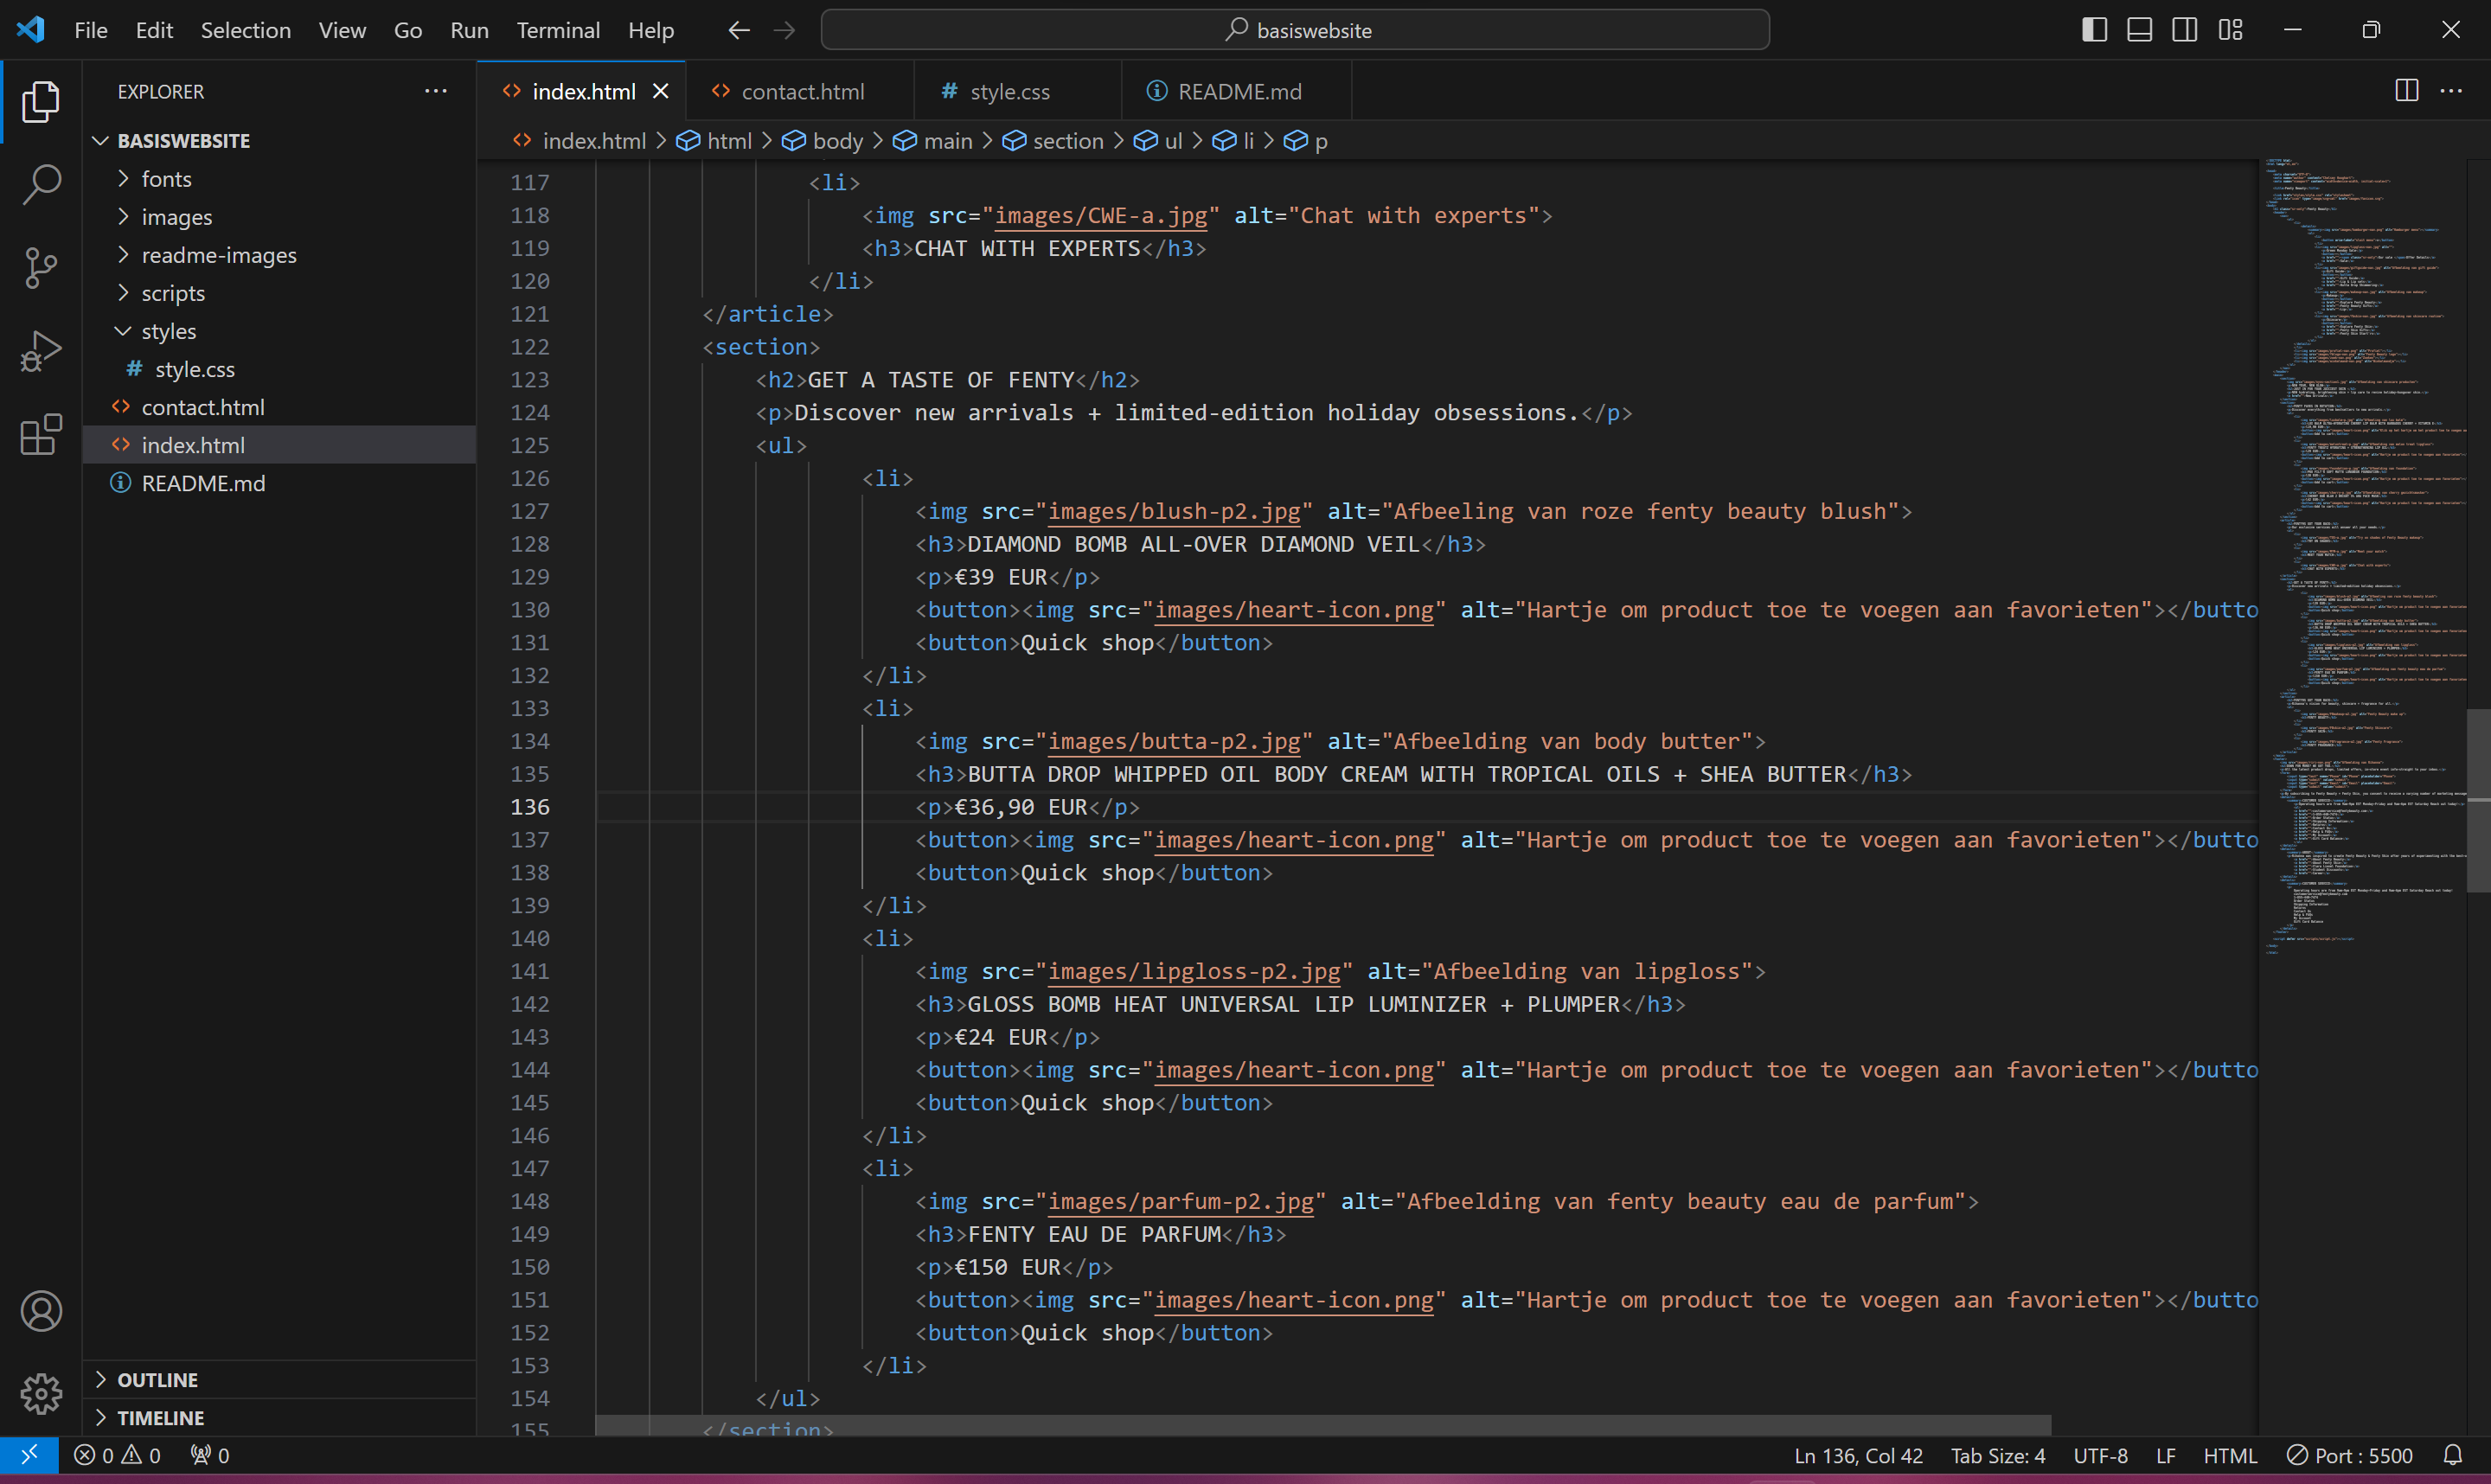 File Edit Selection View Go Run Terminal Help
basiswebsite
EXPLORER
index.html
contact.html
# style.css
README.md
BASISWEBSITE
index.html > html > body > main > section > ul > li > p
fonts
images
readme-images
scripts
styles
# style.css
contact.html
index.html
README.md
OUTLINE
TIMELINE
117 <li>
118 <img src="images/CWE-a.jpg" alt="Chat with experts">
119 <h3>CHAT WITH EXPERTS</h3>
120 </li>
121 </article>
122 <section>
123 <h2>GET A TASTE OF FENTY</h2>
124 <p>Discover new arrivals + limited-edition holiday obsessions.</p>
125 <ul>
126 <li>
127 <img src="images/blush-p2.jpg" alt="Afbeeling van roze fenty beauty blush">
128 <h3>DIAMOND BOMB ALL-OVER DIAMOND VEIL</h3>
129 <p>€39 EUR</p>
130 <button><img src="images/heart-icon.png" alt="Hartje om product toe te voegen aan favorieten"></butto
131 <button>Quick shop</button>
132 </li>
133 <li>
134 <img src="images/butta-p2.jpg" alt="Afbeelding van body butter">
135 <h3>BUTTA DROP WHIPPED OIL BODY CREAM WITH TROPICAL OILS + SHEA BUTTER</h3>
136 <p>€36,90 EUR</p>
137 <button><img src="images/heart-icon.png" alt="Hartje om product toe te voegen aan favorieten"></butto
138 <button>Quick shop</button>
139 </li>
140 <li>
141 <img src="images/lipgloss-p2.jpg" alt="Afbeelding van lipgloss">
142 <h3>GLOSS BOMB HEAT UNIVERSAL LIP LUMINIZER + PLUMPER</h3>
143 <p>€24 EUR</p>
144 <button><img src="images/heart-icon.png" alt="Hartje om product toe te voegen aan favorieten"></butto
145 <button>Quick shop</button>
146 </li>
147 <li>
148 <img src="images/parfum-p2.jpg" alt="Afbeelding van fenty beauty eau de parfum">
149 <h3>FENTY EAU DE PARFUM</h3>
150 <p>€150 EUR</p>
151 <button><img src="images/heart-icon.png" alt="Hartje om product toe te voegen aan favorieten"></butto
152 <button>Quick shop</button>
153 </li>
154 </ul>
155 </section>
0 0 0
Ln 136, Col 42 Tab Size: 4 UTF-8 LF HTML Port : 5500